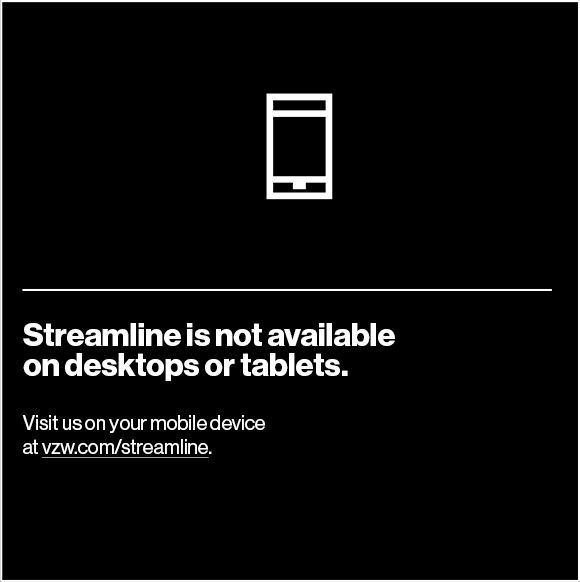 Streamline is not available
on desktops or tablets.
Visit us on your mobile device
at vzw.com/streamline.